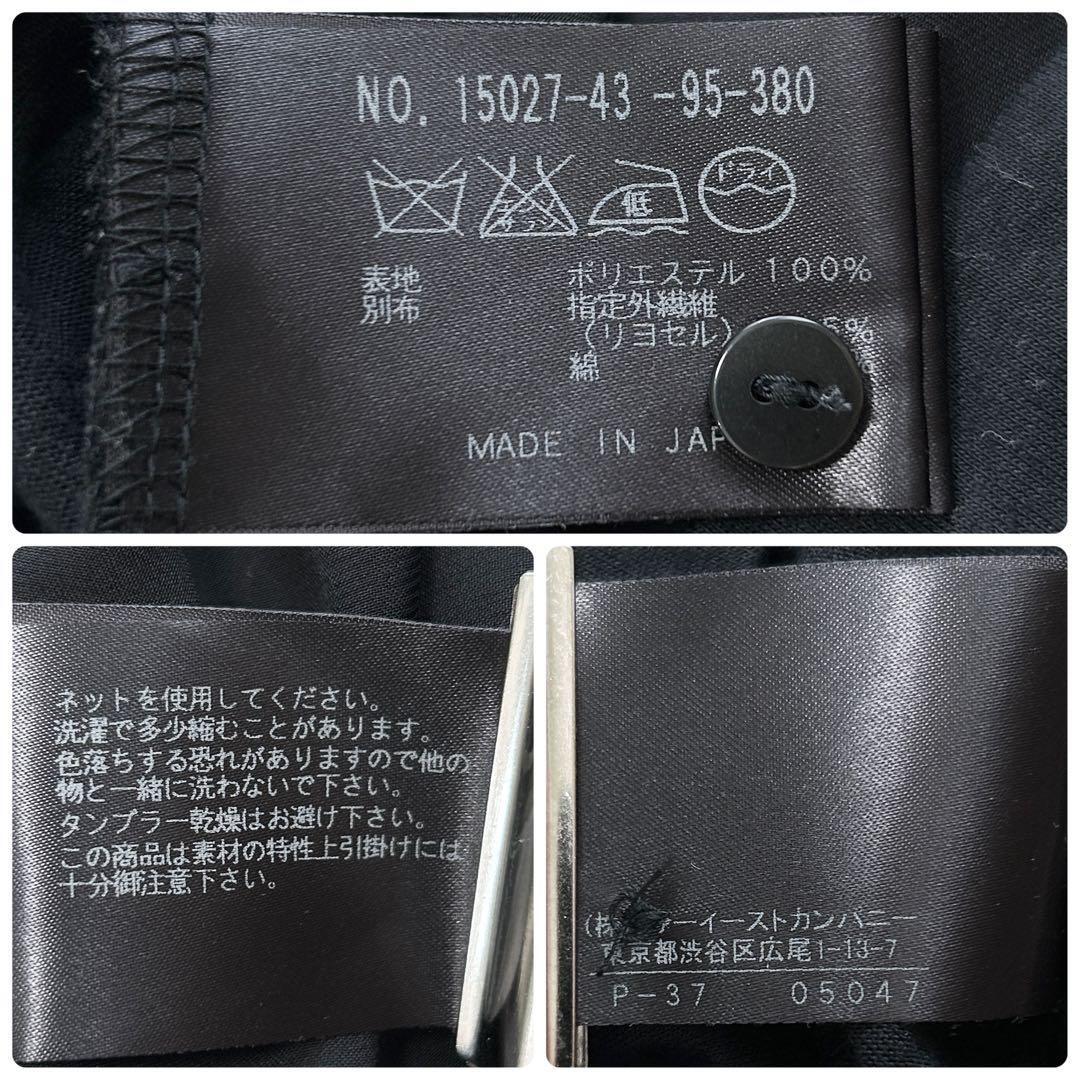 NO. 15027-43 -95-380
エンソ
低
ドライ
表地 ポリエステル 100%
別布 指定外繊維
(リヨセル) 5%
綿 %
MADE IN JAP
ネットを使用してください。
洗濯で多少縮むことがあります。
色落ちする恐れがありますので他の
物と一緒に洗わないで下さい。
タンブラー乾燥はお避け下さい。
この商品は素材の特性上引掛けには
十分御注意下さい。
(株 ァーイーストカンパニー
東京都渋谷区広尾1-13-7
P-37 05047